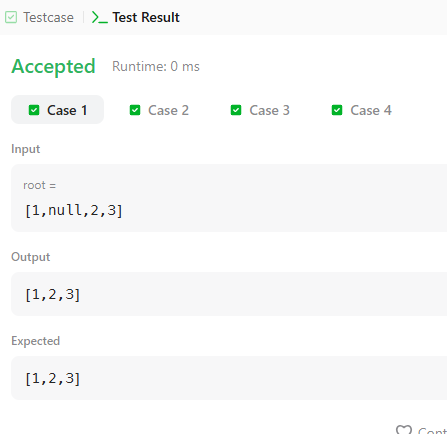 Testcase Test Result
Accepted Runtime: 0 ms
Case 1 Case 2 Case 3 Case 4
Input
root =
[1,null,2,3]
Output
[1,2,3]
Expected
[1,2,3]